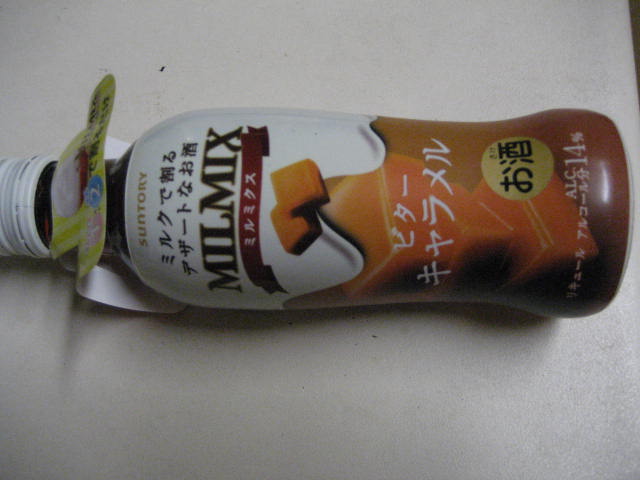 SUNTORY
ミルクで割る
デザートなお酒
MILMIX
ミルミクス
ビター
キャラメル
お酒
ALC.
14%
リキュール アルコール分